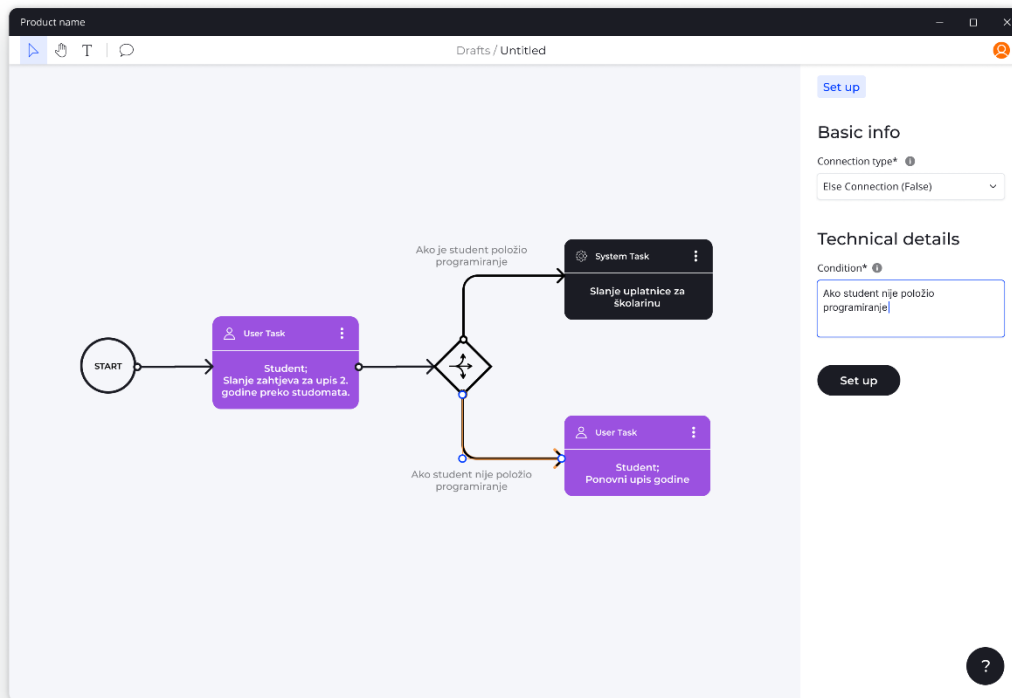 Product name
T
Drafts / Untitled
Set up
Basic info
Connection type*
Else Connection (False)
Technical details
Condition*
Ako student nije položio
programiranje
Set up
Ako je student položio
programiranje
System Task
Slanje uplatnice za
školarinu
START
User Task
Student;
Slanje zahtjeva za upis 2.
godine preko studomata.
User Task
Student;
Ponovni upis godine
Ako student nije položio
programiranje
?